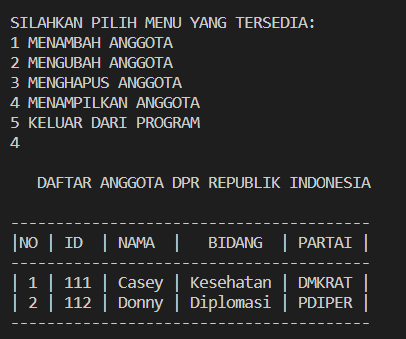 SILAHKAN PILIH MENU YANG TERSEDIA:
1 MENAMBAH ANGGOTA
2 MENGUBAH ANGGOTA
3 MENGHAPUS ANGGOTA
4 MENAMPILKAN ANGGOTA
5 KELUAR DARI PROGRAM
4
DAFTAR ANGGOTA DPR REPUBLIK INDONESIA
----------------------------------------
|NO | ID  | NAMA  |   BIDANG  | PARTAI |
----------------------------------------
| 1 | 111 | Casey | Kesehatan | DMKRAT |
| 2 | 112 | Donny | Diplomasi | PDIPER |
----------------------------------------